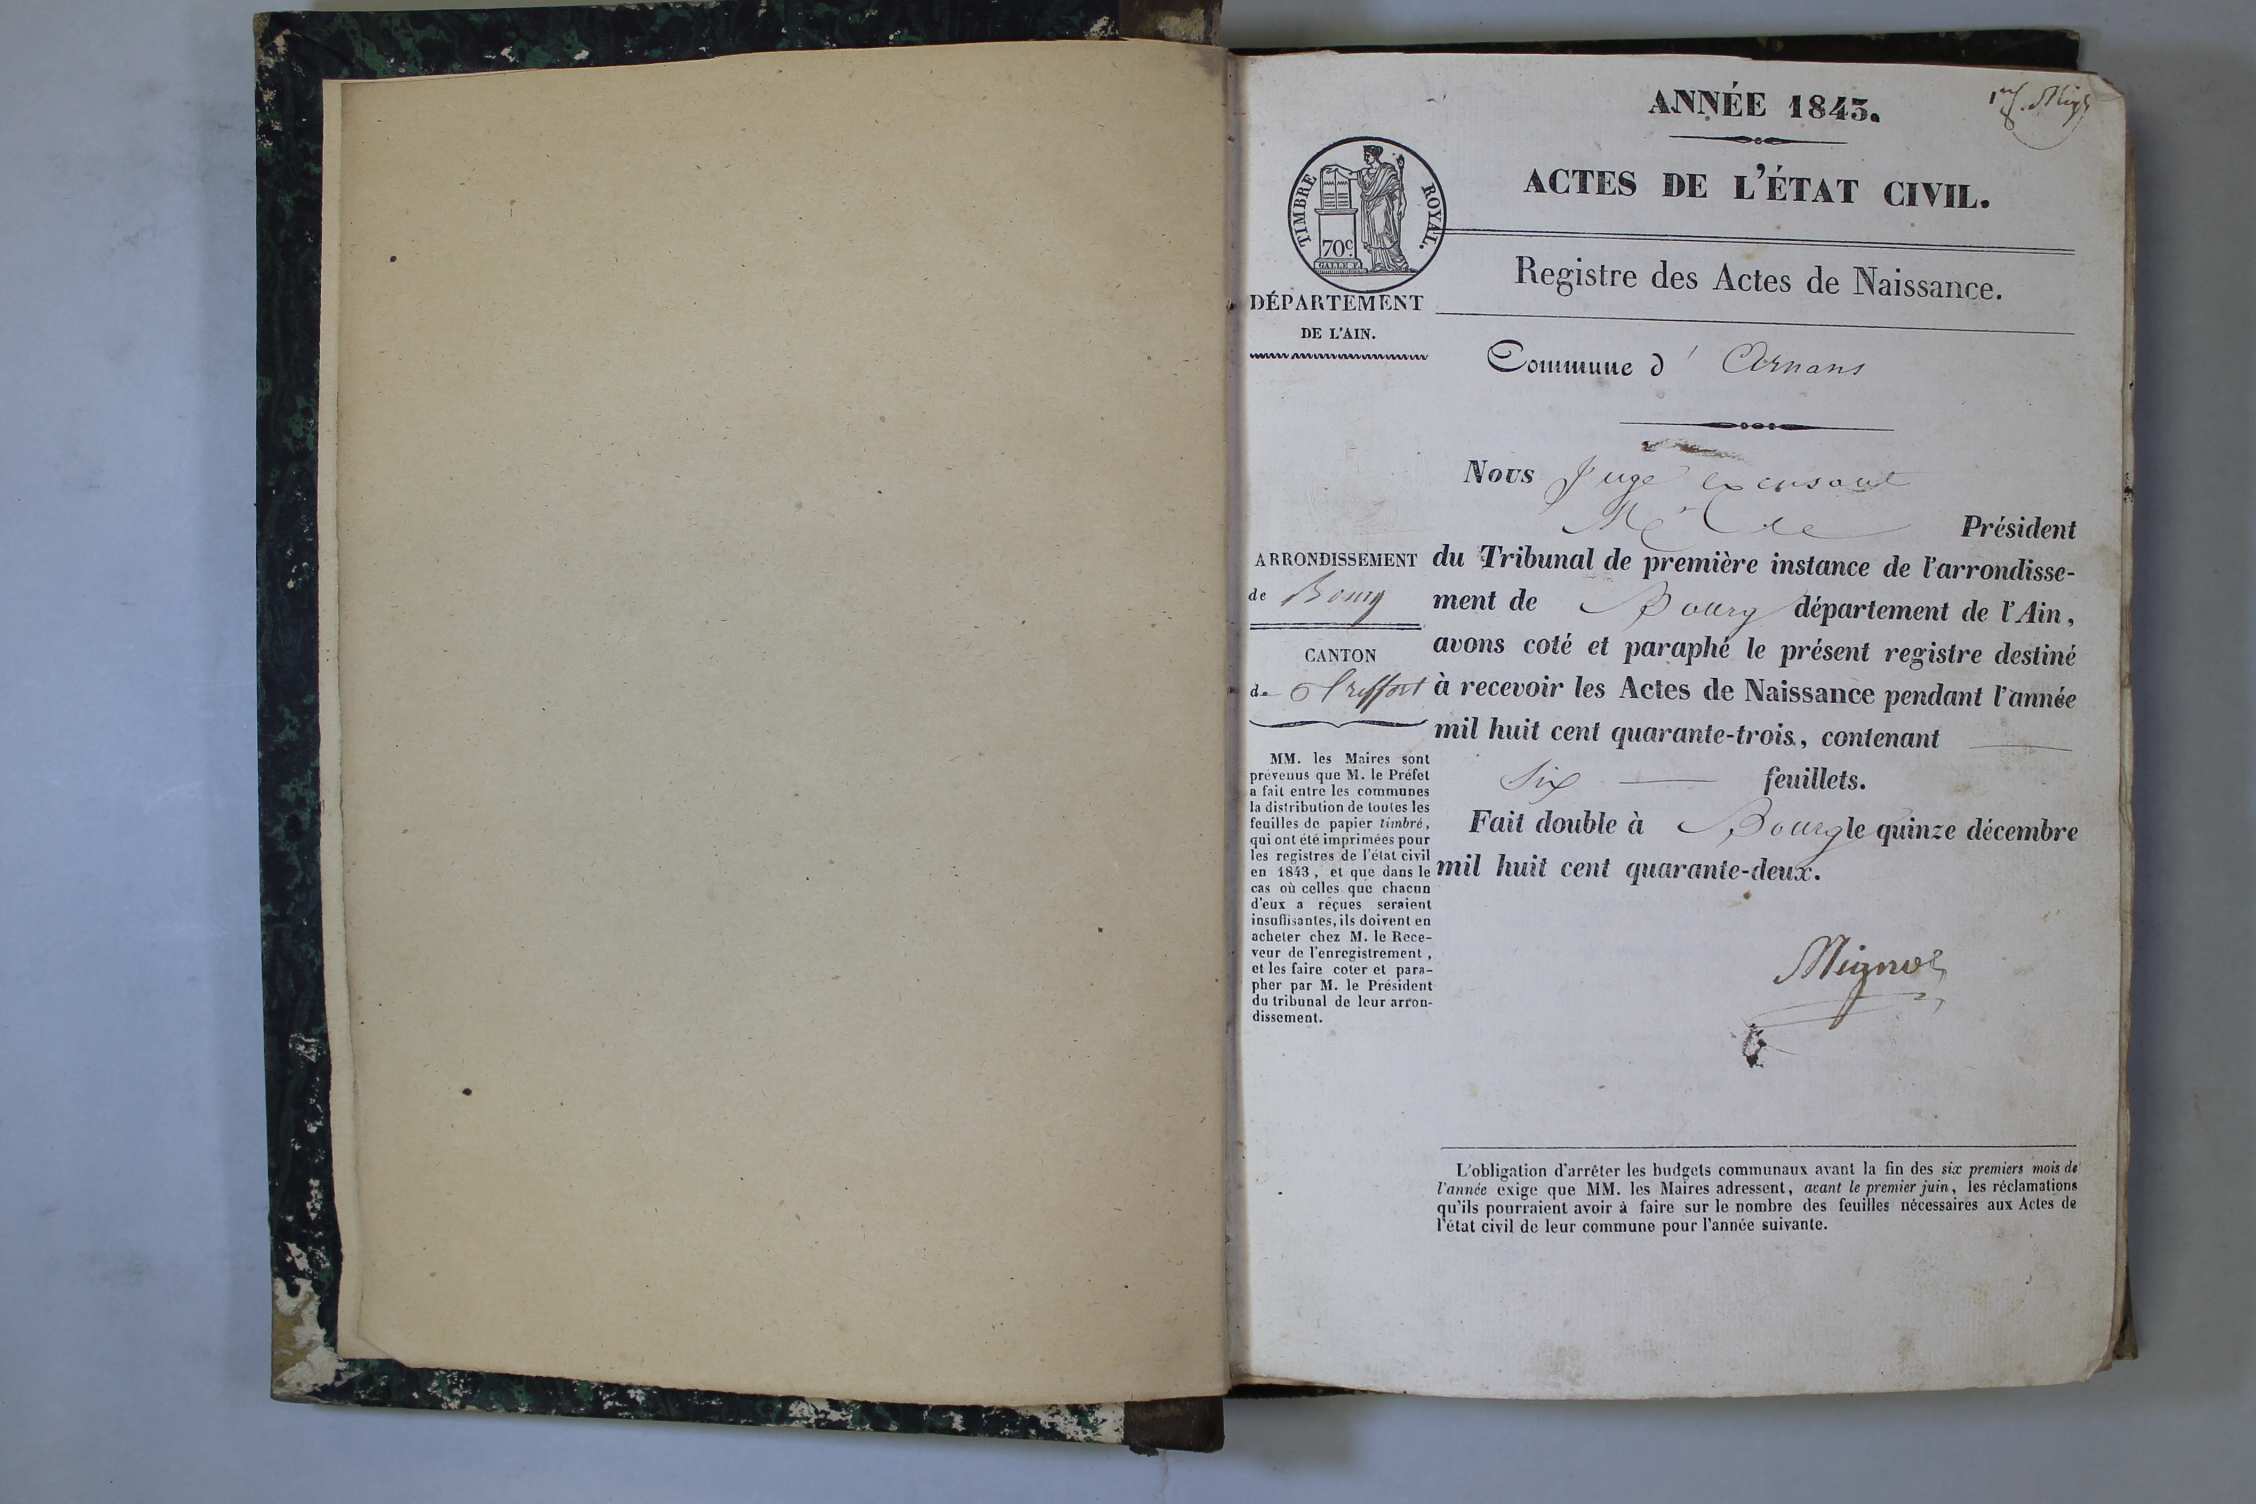 ANNÉE 1843.
ACTES DE L'ÉTAT CIVIL.
TIMBRE ROYAL.
70c
Registre des Actes de Naissance.
DÉPARTEMENT
DE L'AIN.
Commune d' Arnans
Nous Juge excusant
Mr le Président
ARRONDISSEMENT
de Bourg
CANTON
de Treffort
du Tribunal de première instance de l'arrondisse-
ment de Bourg département de l'Ain,
avons coté et paraphé le présent registre destiné
à recevoir les Actes de Naissance pendant l'année
mil huit cent quarante-trois, contenant
six feuillets.
Fait double à Bourg le quinze décembre
mil huit cent quarante-deux.
Mignot
MM. les Maires sont
prévenus que M. le Préfet
a fait entre les communes
la distribution de toutes les
feuilles de papier timbré,
qui ont été imprimées pour
les registres de l'état civil
en 1843, et que dans le
cas où celles que chacun
d'eux a reçues seraient
insuffisantes, ils doivent en
acheter chez M. le Rece-
veur de l'enregistrement,
et les faire coter et para-
pher par M. le Président
du tribunal de leur arron-
dissement.
L'obligation d'arrêter les budgets communaux avant la fin des six premiers mois de
l'année exige que MM. les Maires adressent, avant le premier juin, les réclamations
qu'ils pourraient avoir à faire sur le nombre des feuilles nécessaires aux Actes de
l'état civil de leur commune pour l'année suivante.